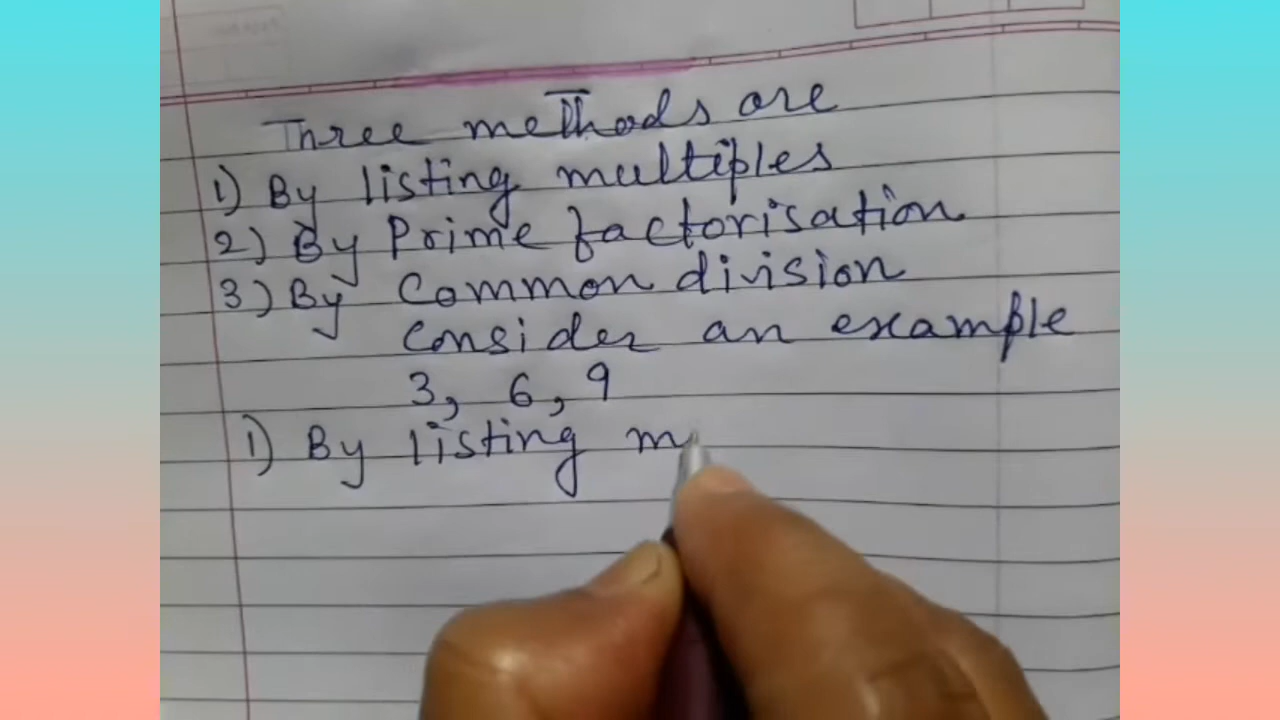 Three methods are
1) By listing multiples
2) By Prime factorisation
3) By Common division
Consider an example
3, 6, 9
1) By listing m